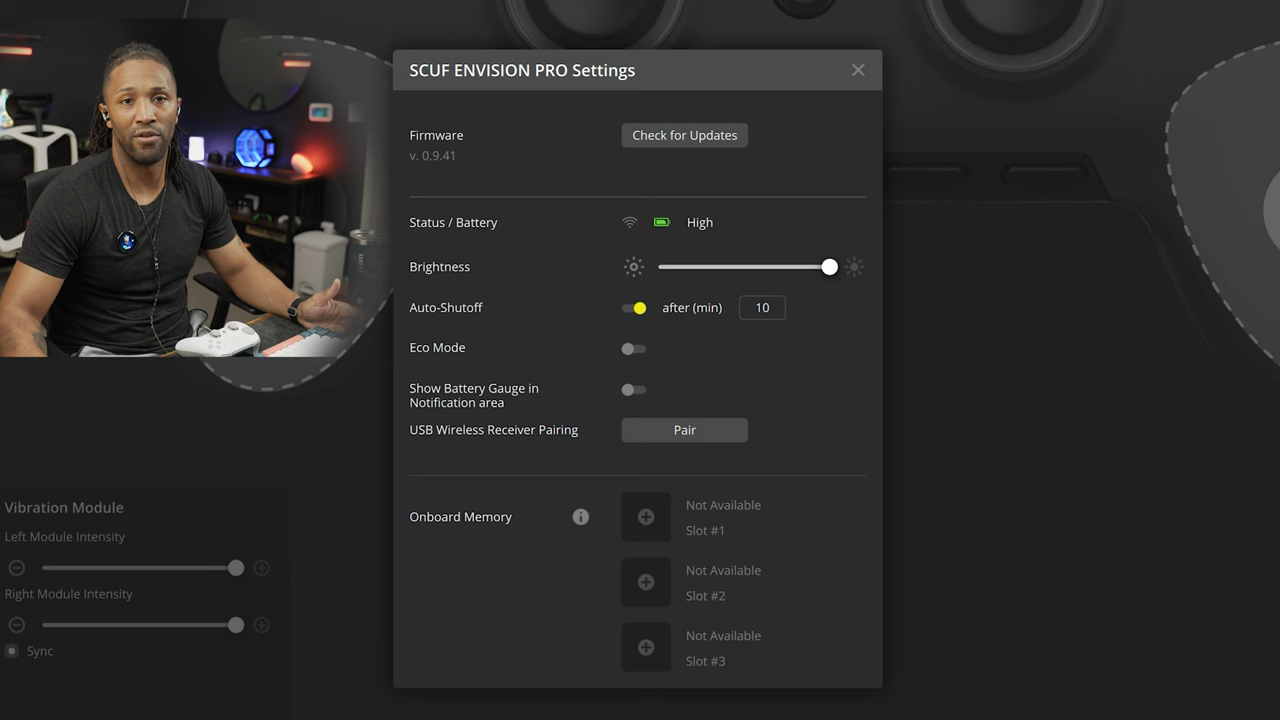 SCUF ENVISION PRO Settings
Firmware
Check for Updates
v. 0.9.41
Status / Battery
High
Brightness
Auto-Shutoff
after (min)
10
Eco Mode
Show Battery Gauge in
Notification area
USB Wireless Receiver Pairing
Pair
Onboard Memory
Not Available
Slot #1
Not Available
Slot #2
Not Available
Slot #3
Vibration Module
Left Module Intensity
Right Module Intensity
Sync